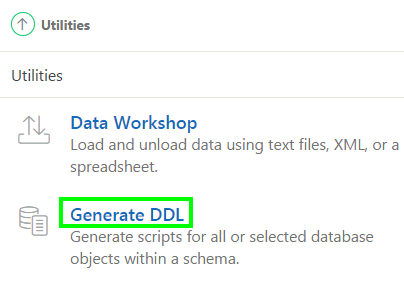 Utilities
Utilities
Data Workshop
Load and unload data using text files, XML, or a
spreadsheet.
Generate DDL
Generate scripts for all or selected database
objects within a schema.